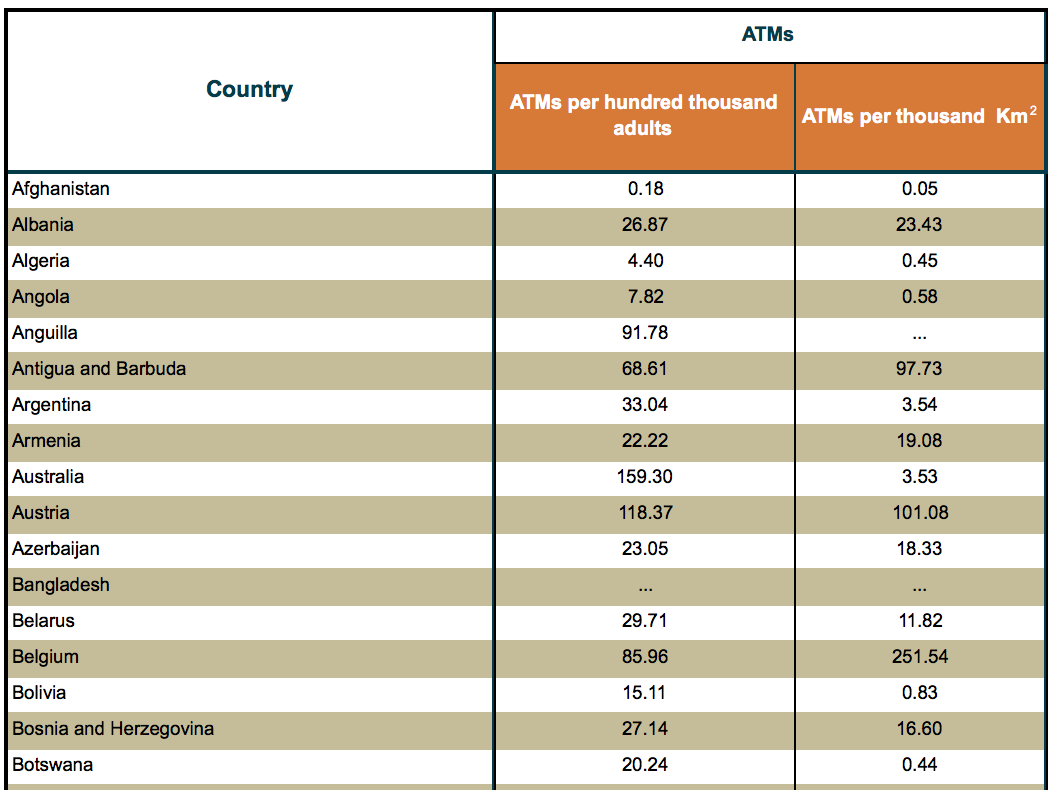 ATMs
Country
ATMs per hundred thousand adults
ATMs per thousand Km²
Afghanistan 0.18 0.05
Albania 26.87 23.43
Algeria 4.40 0.45
Angola 7.82 0.58
Anguilla 91.78 ...
Antigua and Barbuda 68.61 97.73
Argentina 33.04 3.54
Armenia 22.22 19.08
Australia 159.30 3.53
Austria 118.37 101.08
Azerbaijan 23.05 18.33
Bangladesh ... ...
Belarus 29.71 11.82
Belgium 85.96 251.54
Bolivia 15.11 0.83
Bosnia and Herzegovina 27.14 16.60
Botswana 20.24 0.44